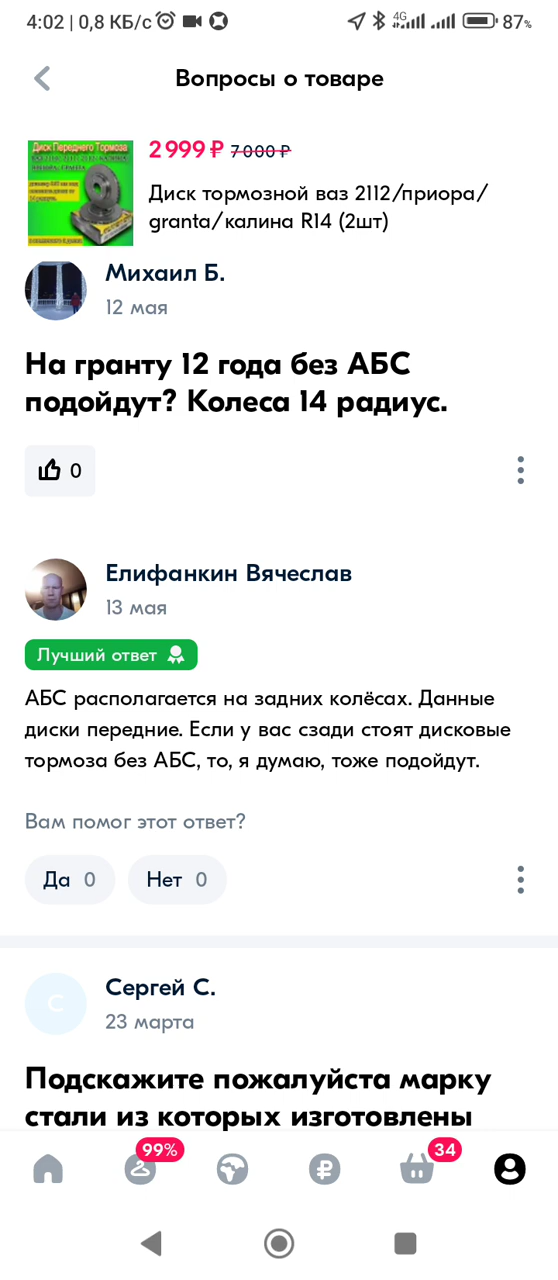 4:02 | 0,8 КБ/с
4G 87%
Вопросы о товаре
Диск Переднего Тормоза
2 999 ₽ 7 000 ₽
Диск тормозной ваз 2112/приора/
granta/калина R14 (2шт)
Михаил Б.
12 мая
На гранту 12 года без АБС
подойдут? Колеса 14 радиус.
0
Елифанкин Вячеслав
13 мая
Лучший ответ
АБС располагается на задних колёсах. Данные
диски передние. Если у вас сзади стоят дисковые
тормоза без АБС, то, я думаю, тоже подойдут.
Вам помог этот ответ?
Да 0 Нет 0
С
Сергей С.
23 марта
Подскажите пожалуйста марку
стали из которых изготовлены
99% 34